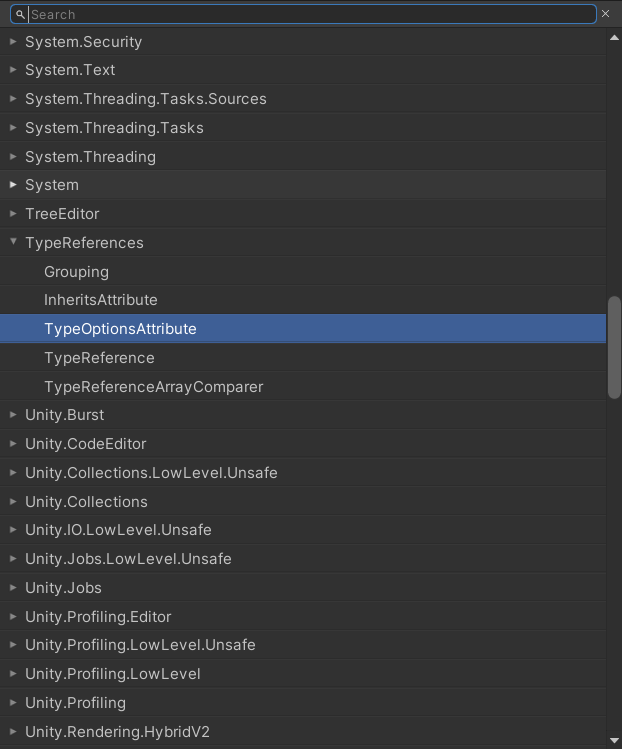 Search
System.Security
System.Text
System.Threading.Tasks.Sources
System.Threading.Tasks
System.Threading
System
TreeEditor
TypeReferences
Grouping
InheritsAttribute
TypeOptionsAttribute
TypeReference
TypeReferenceArrayComparer
Unity.Burst
Unity.CodeEditor
Unity.Collections.LowLevel.Unsafe
Unity.Collections
Unity.IO.LowLevel.Unsafe
Unity.Jobs.LowLevel.Unsafe
Unity.Jobs
Unity.Profiling.Editor
Unity.Profiling.LowLevel.Unsafe
Unity.Profiling.LowLevel
Unity.Profiling
Unity.Rendering.HybridV2